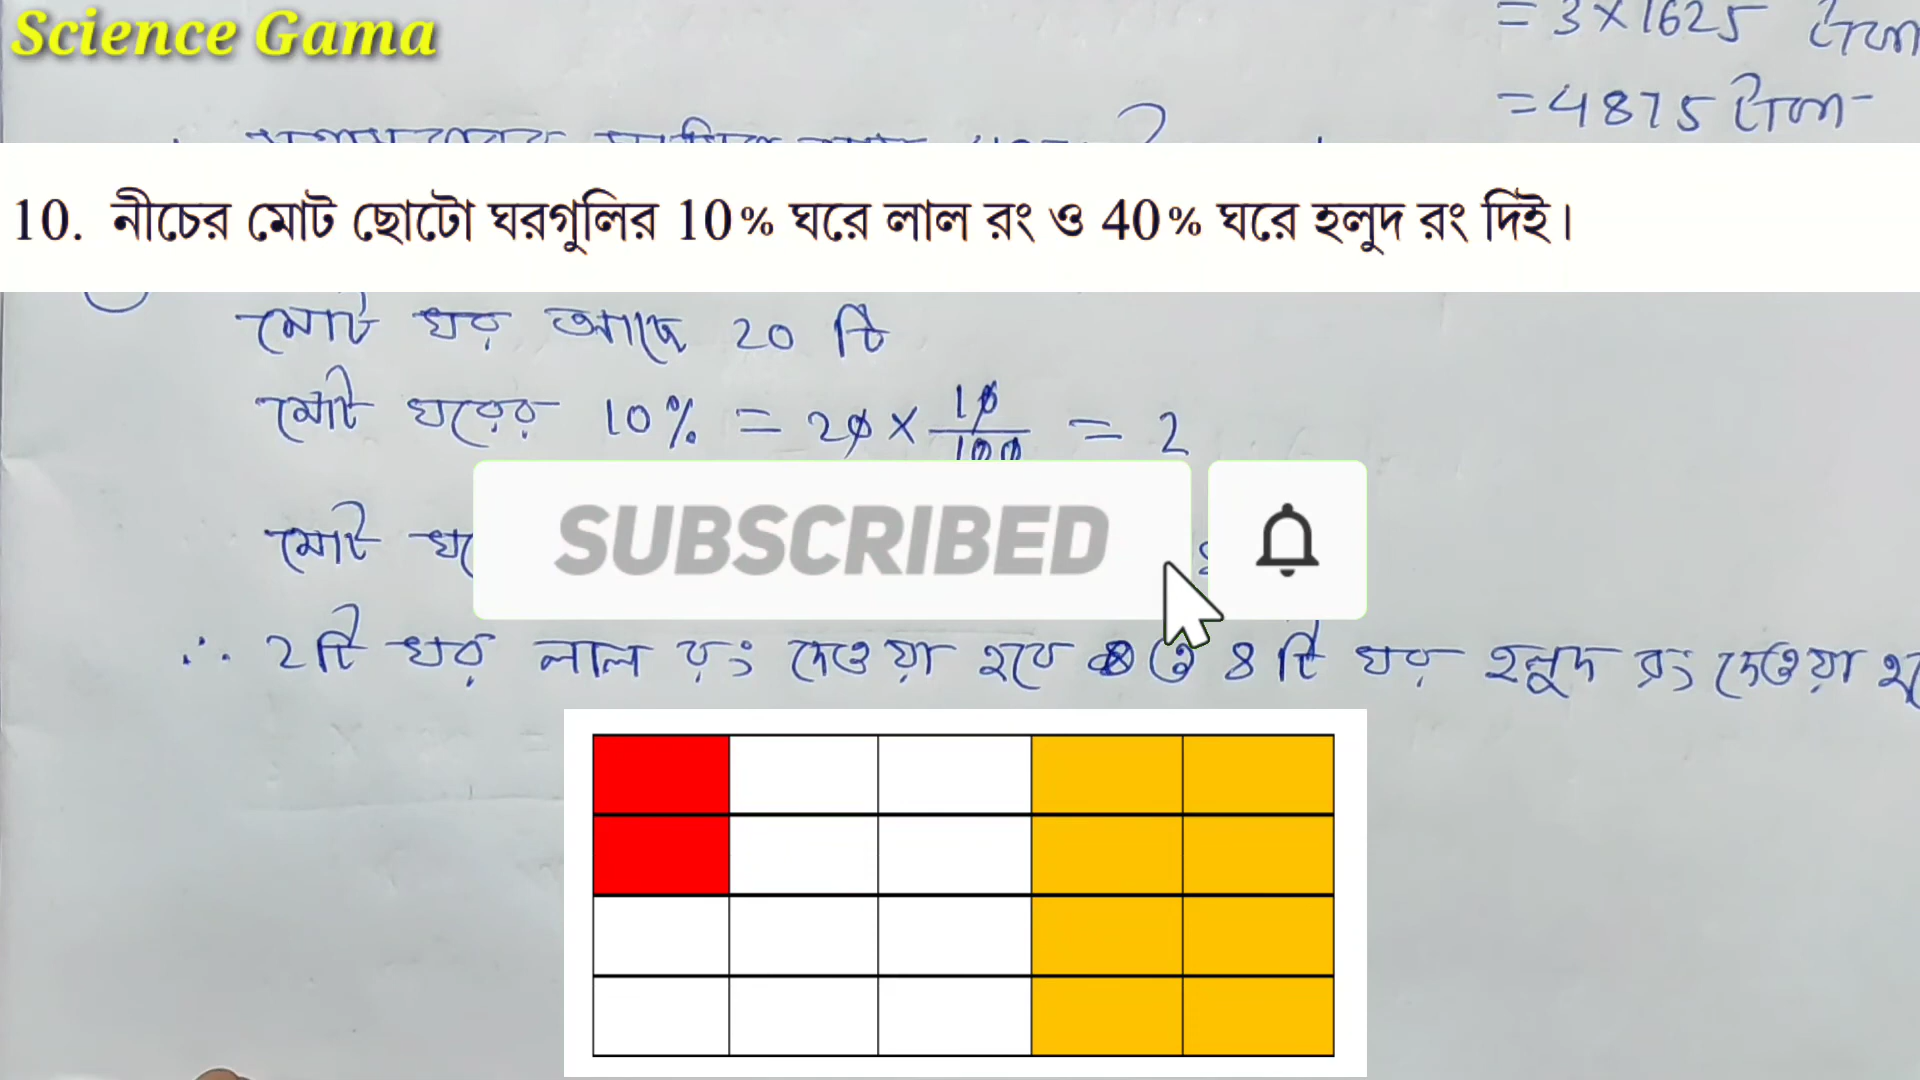 Science Gama
= 3 × 1625 টাকা
= 4875 টাকা
10. নীচের মোট ছোটো ঘরগুলির 10% ঘরে লাল রং ও 40% ঘরে হলুদ রং দিই।
মোট ঘর আছে 20 টি
মোট ঘরের 10% = 20 × 10/100 = 2
মোট
SUBSCRIBED
∴ 2 টি ঘর লাল রং দেওয়া হবে ও 8 টি ঘর হলুদ রং দেওয়া